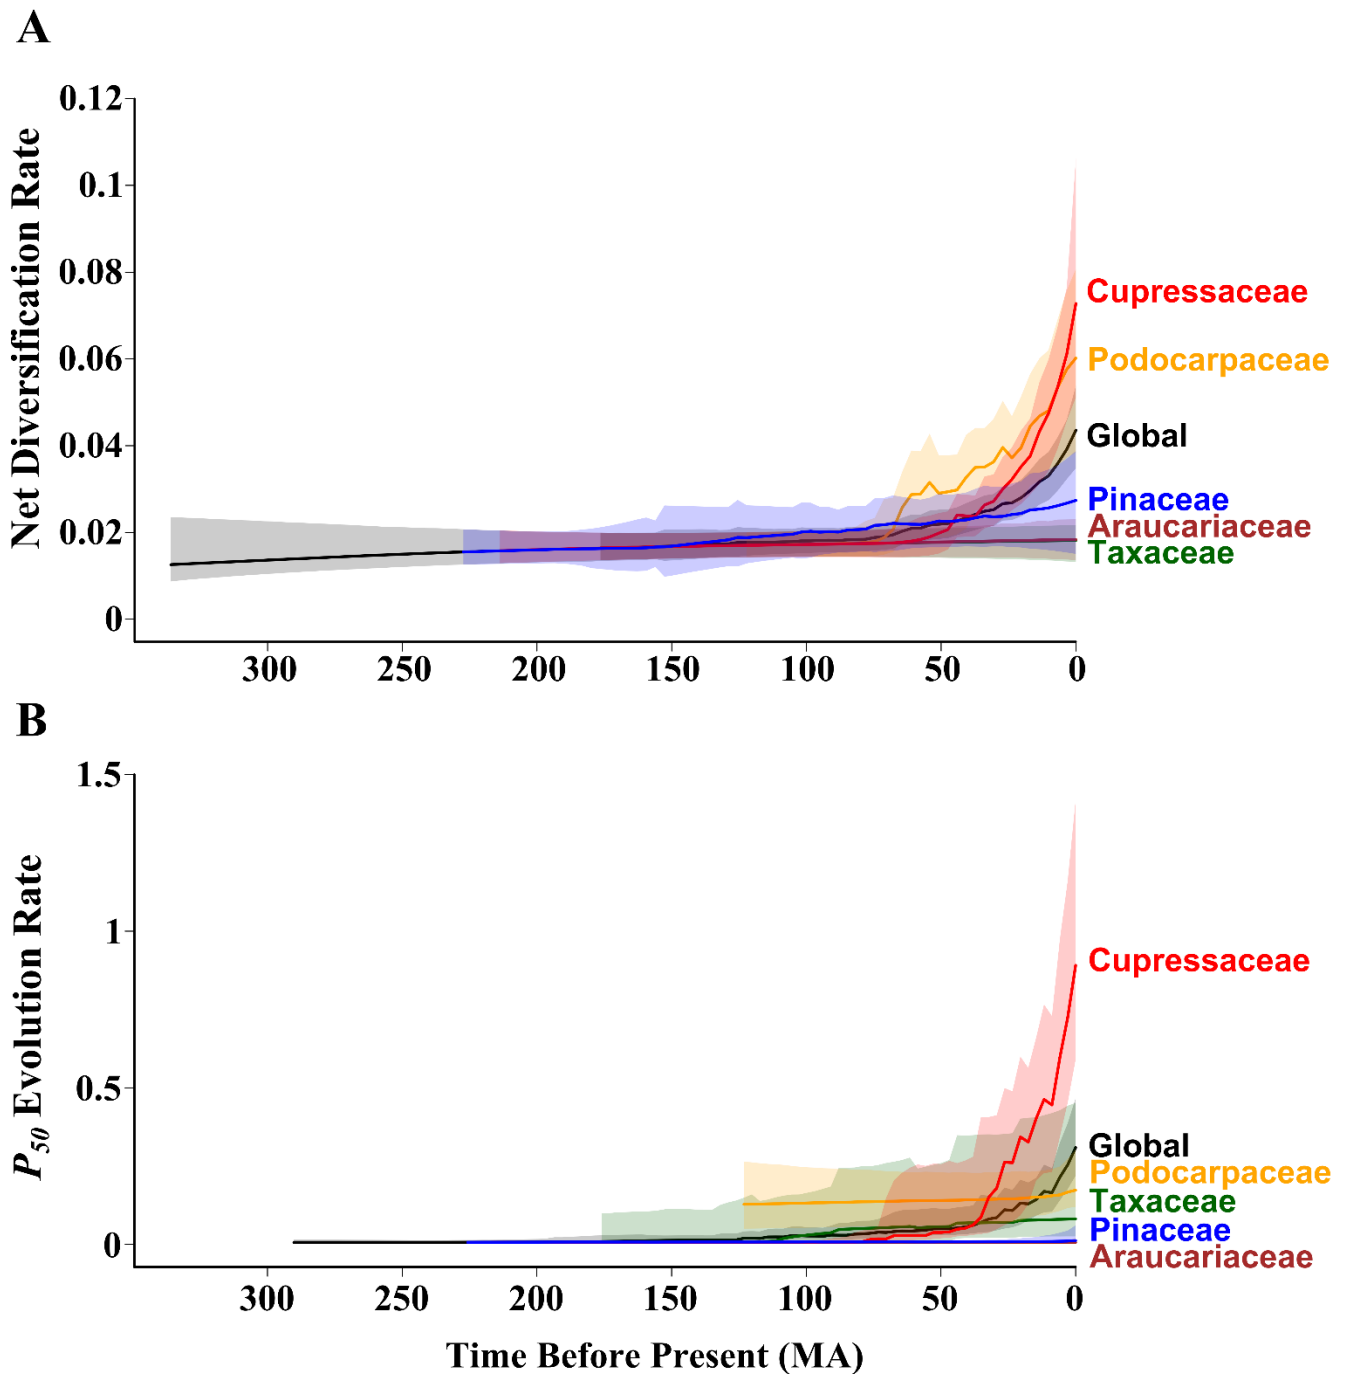 A
Net Diversification Rate
0.12
0.1
0.08
0.06
0.04
0.02
0
Cupressaceae
Podocarpaceae
Global
Pinaceae
Araucariaceae
Taxaceae
300 250 200 150 100 50 0
B
P50 Evolution Rate
1.5
1
0.5
0
Cupressaceae
Global
Podocarpaceae
Taxaceae
Pinaceae
Araucariaceae
300 250 200 150 100 50 0
Time Before Present (MA)